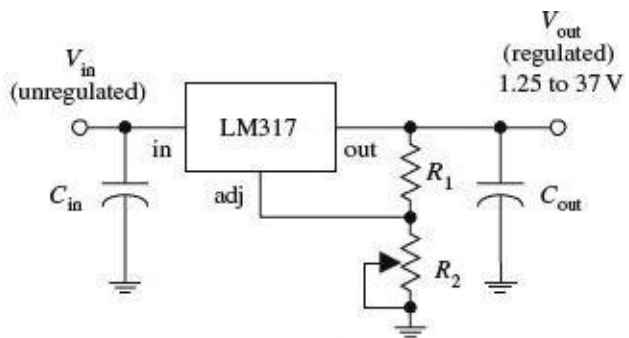 V_in
(unregulated)
V_out
(regulated)
1.25 to 37 V
LM317
in
out
adj
C_in
R_1
C_out
R_2